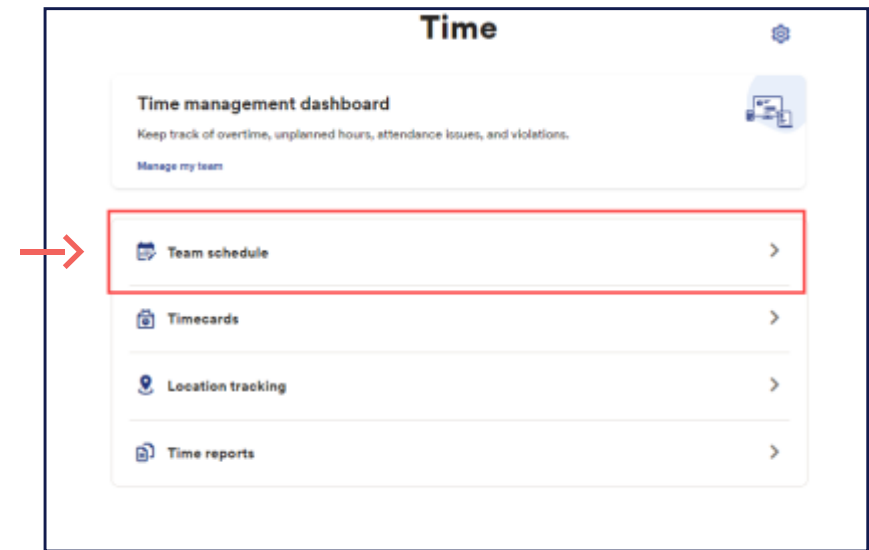 Time
Time management dashboard
Keep track of overtime, unplanned hours, attendance issues, and violations.
Manage my team
Team schedule
Timecards
Location tracking
Time reports